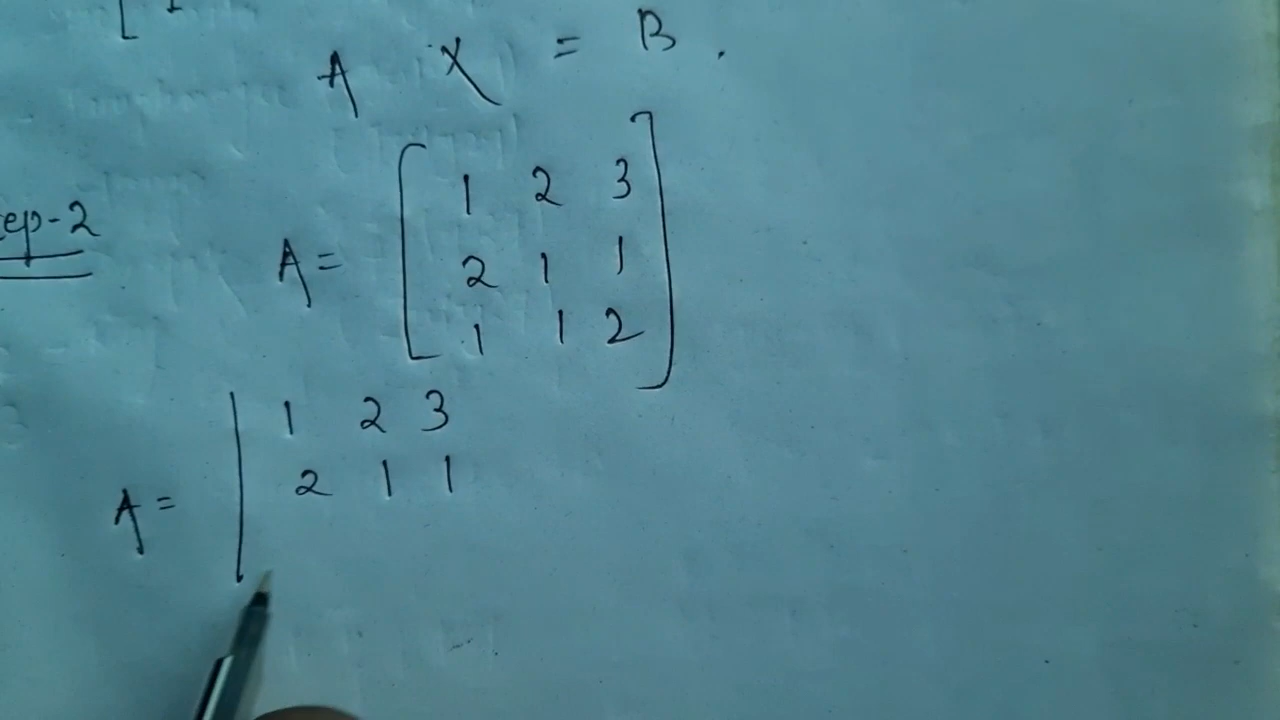 A X = B .
ep-2
A = [ 1 2 3
2 1 1
1 1 2 ]
A = | 1 2 3
2 1 1